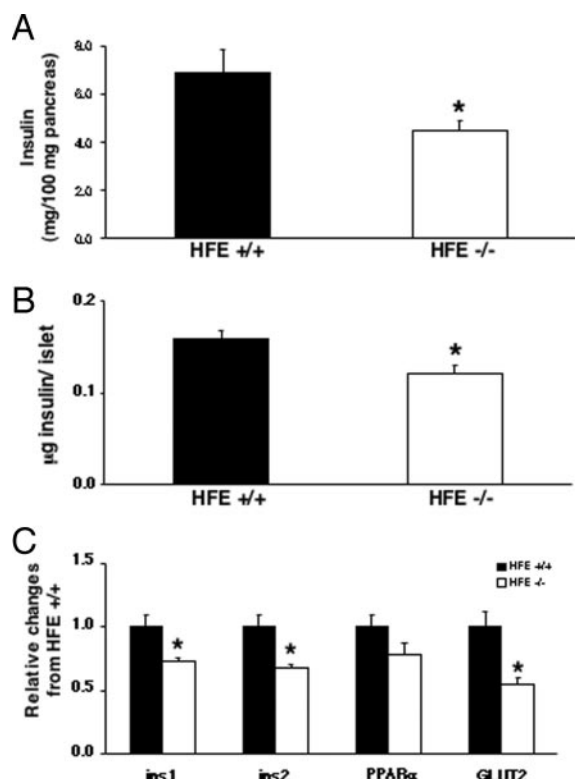 A
Insulin
(mg/100 mg pancreas)
8.0
6.0
4.0
2.0
0.0
*
HFE +/+
HFE -/-
B
µg insulin/ islet
0.2
0.1
0.0
*
HFE +/+
HFE -/-
C
Relative changes
from HFE +/+
1.5
1.0
0.5
0.0
HFE +/+
HFE -/-
*
*
*
ins1
ins2
PPARα
GLUT2